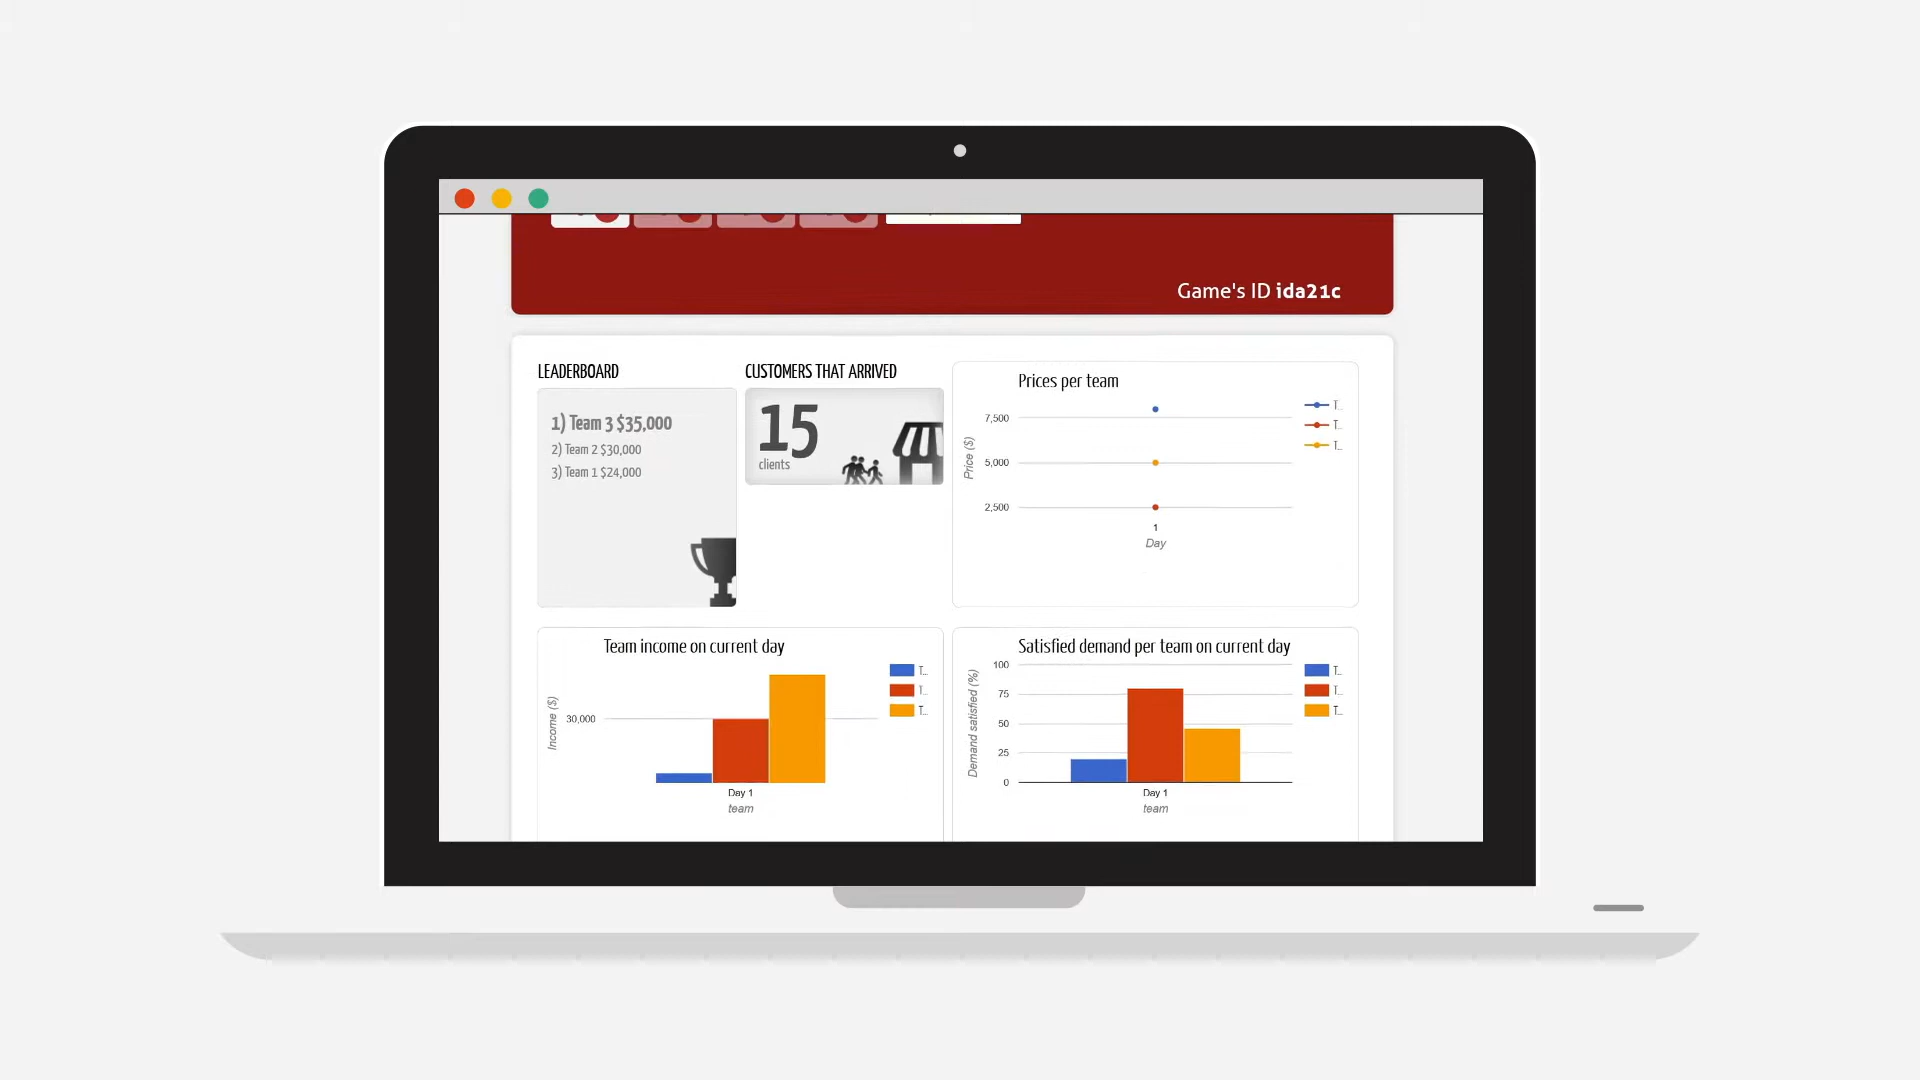 Game's ID ida21c
LEADERBOARD
1) Team 3 $35,000
2) Team 2 $30,000
3) Team 1 $24,000
CUSTOMERS THAT ARRIVED
15
clients
Prices per team
Price ($)
7,500
5,000
2,500
1
Day
T...
T...
T...
Team income on current day
Income ($)
30,000
Day 1
team
T...
T...
T...
Satisfied demand per team on current day
Demand satisfied (%)
100
75
50
25
0
Day 1
team
T...
T...
T...